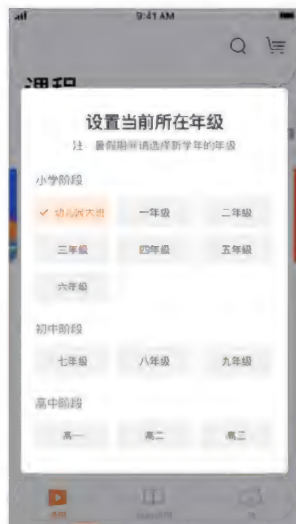 9:41 AM
课程
设置当前所在年级
注：暑假期间请选择新学年的年级
小学阶段
✓ 幼儿园大班
一年级
二年级
三年级
四年级
五年级
六年级
初中阶段
七年级
八年级
九年级
高中阶段
高一
高二
高三